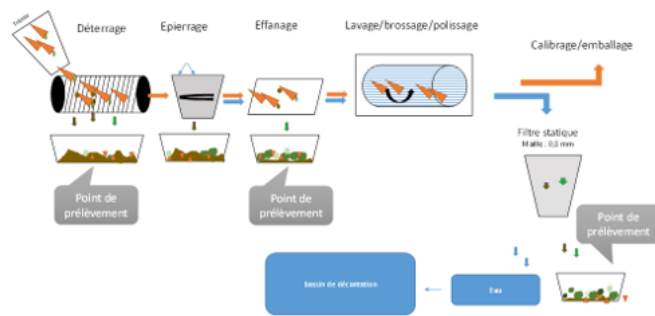 Trémie
Déterrage
Epierrage
Effanage
Lavage/brossage/polissage
Calibrage/emballage
Filtre statique
Maille : 0,8 mm
Point de
prélèvement
Point de
prélèvement
Point de
prélèvement
bassin de décantation
Eau